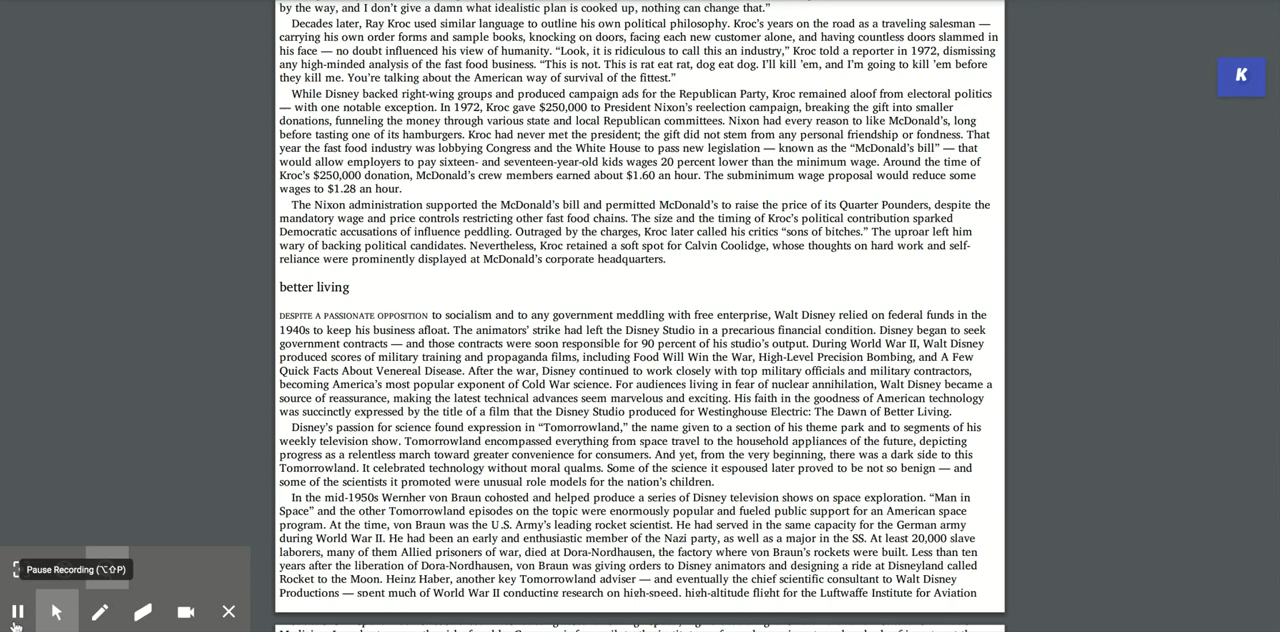 by the way, and I don’t give a damn what idealistic plan is cooked up, nothing can change that.”
Decades later, Ray Kroc used similar language to outline his own political philosophy. Kroc’s years on the road as a traveling salesman —
carrying his own order forms and sample books, knocking on doors, facing each new customer alone, and having countless doors slammed in
his face — no doubt influenced his view of humanity. “Look, it is ridiculous to call this an industry,” Kroc told a reporter in 1972, dismissing
any high-minded analysis of the fast food business. “This is not. This is rat eat rat, dog eat dog. I’ll kill ’em, and I’m going to kill ’em before
they kill me. You’re talking about the American way of survival of the fittest.”
While Disney backed right-wing groups and produced campaign ads for the Republican Party, Kroc remained aloof from electoral politics
— with one notable exception. In 1972, Kroc gave $250,000 to President Nixon’s reelection campaign, breaking the gift into smaller
donations, funneling the money through various state and local Republican committees. Nixon had every reason to like McDonald’s, long
before tasting one of its hamburgers. Kroc had never met the president; the gift did not stem from any personal friendship or fondness. That
year the fast food industry was lobbying Congress and the White House to pass new legislation — known as the “McDonald’s bill” — that
would allow employers to pay sixteen- and seventeen-year-old kids wages 20 percent lower than the minimum wage. Around the time of
Kroc’s $250,000 donation, McDonald’s crew members earned about $1.60 an hour. The subminimum wage proposal would reduce some
wages to $1.28 an hour.
The Nixon administration supported the McDonald’s bill and permitted McDonald’s to raise the price of its Quarter Pounders, despite the
mandatory wage and price controls restricting other fast food chains. The size and the timing of Kroc’s political contribution sparked
Democratic accusations of influence peddling. Outraged by the charges, Kroc later called his critics “sons of bitches.” The uproar left him
wary of backing political candidates. Nevertheless, Kroc retained a soft spot for Calvin Coolidge, whose thoughts on hard work and self-
reliance were prominently displayed at McDonald’s corporate headquarters.
better living
DESPITE A PASSIONATE OPPOSITION to socialism and to any government meddling with free enterprise, Walt Disney relied on federal funds in the
1940s to keep his business afloat. The animators’ strike had left the Disney Studio in a precarious financial condition. Disney began to seek
government contracts — and those contracts were soon responsible for 90 percent of his studio’s output. During World War II, Walt Disney
produced scores of military training and propaganda films, including Food Will Win the War, High-Level Precision Bombing, and A Few
Quick Facts About Venereal Disease. After the war, Disney continued to work closely with top military officials and military contractors,
becoming America’s most popular exponent of Cold War science. For audiences living in fear of nuclear annihilation, Walt Disney became a
source of reassurance, making the latest technical advances seem marvelous and exciting. His faith in the goodness of American technology
was succinctly expressed by the title of a film that the Disney Studio produced for Westinghouse Electric: The Dawn of Better Living.
Disney’s passion for science found expression in “Tomorrowland,” the name given to a section of his theme park and to segments of his
weekly television show. Tomorrowland encompassed everything from space travel to the household appliances of the future, depicting
progress as a relentless march toward greater convenience for consumers. And yet, from the very beginning, there was a dark side to this
Tomorrowland. It celebrated technology without moral qualms. Some of the science it espoused later proved to be not so benign — and
some of the scientists it promoted were unusual role models for the nation’s children.
In the mid-1950s Wernher von Braun cohosted and helped produce a series of Disney television shows on space exploration. “Man in
Space” and the other Tomorrowland episodes on the topic were enormously popular and fueled public support for an American space
program. At the time, von Braun was the U.S. Army’s leading rocket scientist. He had served in the same capacity for the German army
during World War II. He had been an early and enthusiastic member of the Nazi party, as well as a major in the SS. At least 20,000 slave
laborers, many of them Allied prisoners of war, died at Dora-Nordhausen, the factory where von Braun’s rockets were built. Less than ten
years after the liberation of Dora-Nordhausen, von Braun was giving orders to Disney animators and designing a ride at Disneyland called
Rocket to the Moon. Heinz Haber, another key Tomorrowland adviser — and eventually the chief scientific consultant to Walt Disney
Productions — spent much of World War II conducting research on high-speed, high-altitude flight for the Luftwaffe Institute for Aviation
K
Pause Recording (⌥⇧P)